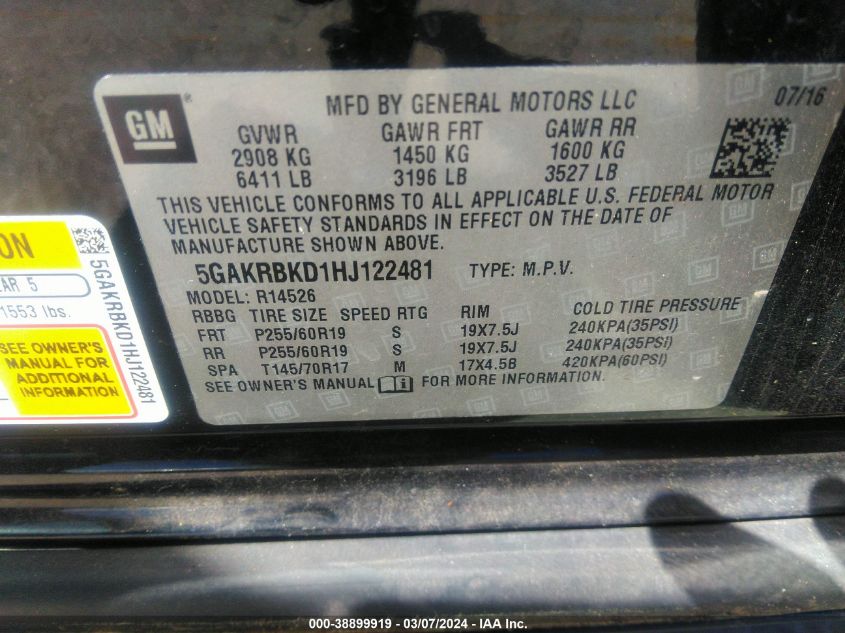 GM
®
MFD BY GENERAL MOTORS LLC
07/16
GVWR GAWR FRT GAWR RR
2908 KG 1450 KG 1600 KG
6411 LB 3196 LB 3527 LB
THIS VEHICLE CONFORMS TO ALL APPLICABLE U.S. FEDERAL MOTOR
VEHICLE SAFETY STANDARDS IN EFFECT ON THE DATE OF
MANUFACTURE SHOWN ABOVE.
5GAKRBKD1HJ122481 TYPE: M.P.V.
MODEL: R14526
RBBG TIRE SIZE SPEED RTG RIM COLD TIRE PRESSURE
FRT P255/60R19 S 19X7.5J 240KPA(35PSI)
RR P255/60R19 S 19X7.5J 240KPA(35PSI)
SPA T145/70R17 M 17X4.5B 420KPA(60PSI)
SEE OWNER'S MANUAL FOR MORE INFORMATION.
ON
AR 5
1553 lbs.
SEE OWNER'S
MANUAL FOR
ADDITIONAL
INFORMATION
5GAKRBKD1HJ122481
000-38899919 - 03/07/2024 - IAA Inc.